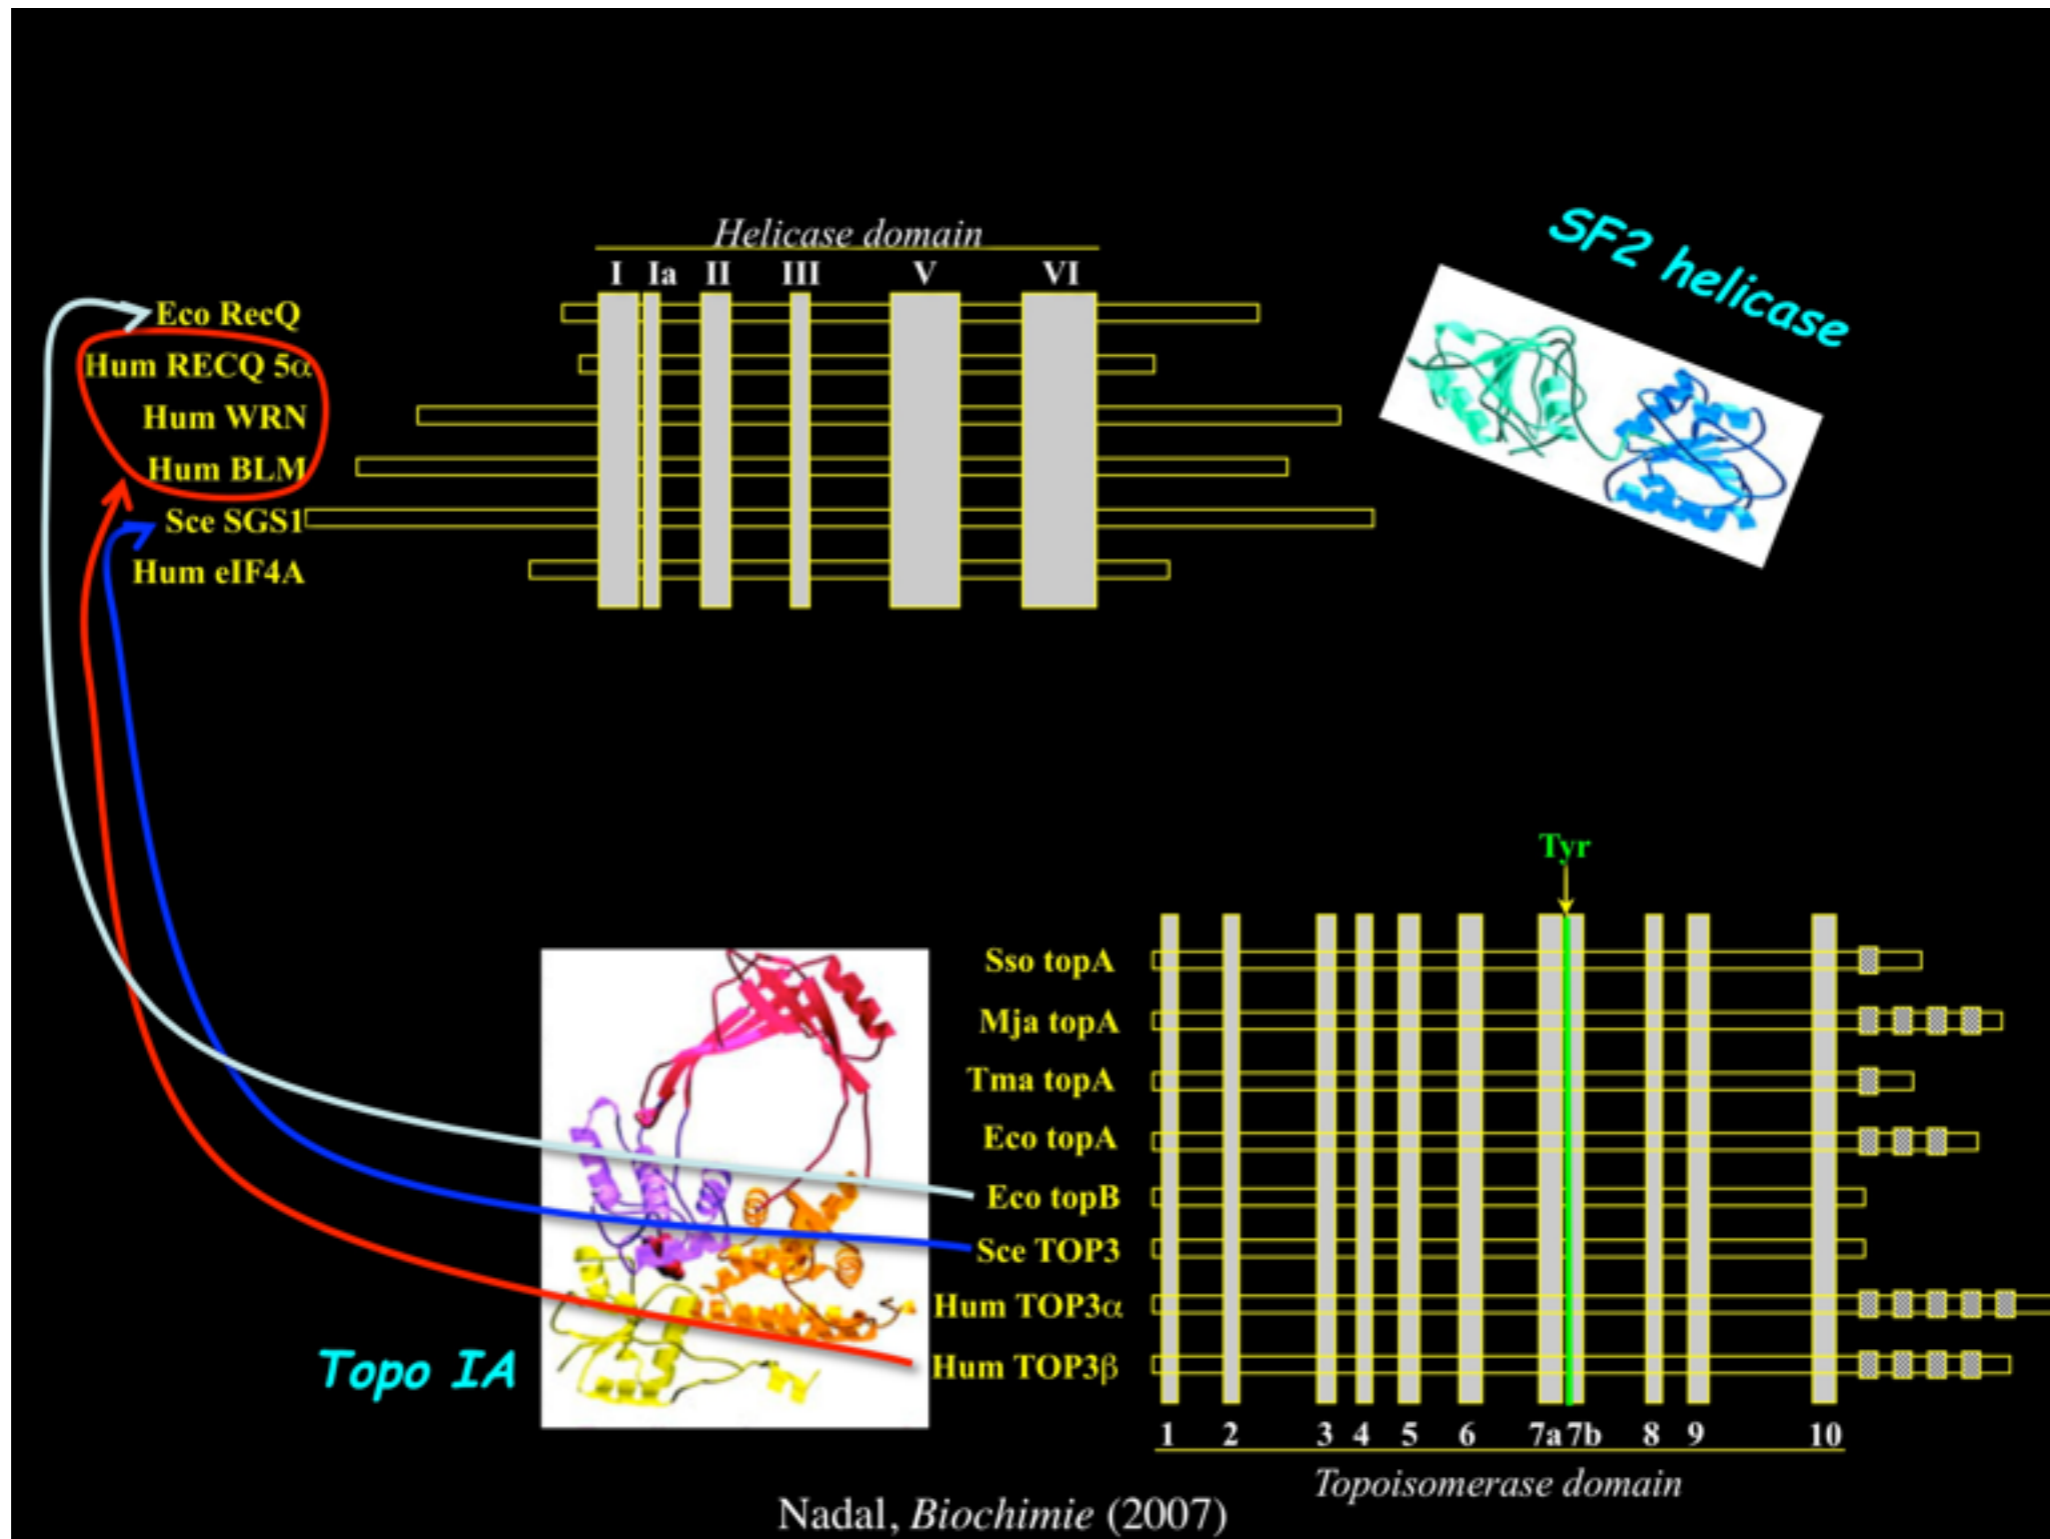 Helicase domain
SF2 helicase
I Ia II III V VI
Eco RecQ
Hum RECQ 5α
Hum WRN
Hum BLM
Sce SGS1
Hum eIF4A
Tyr
Sso topA
Mja topA
Tma topA
Eco topA
Eco topB
Sce TOP3
Hum TOP3α
Topo IA
Hum TOP3β
1 2 3 4 5 6 7a 7b 8 9 10
Topoisomerase domain
Nadal, Biochimie (2007)